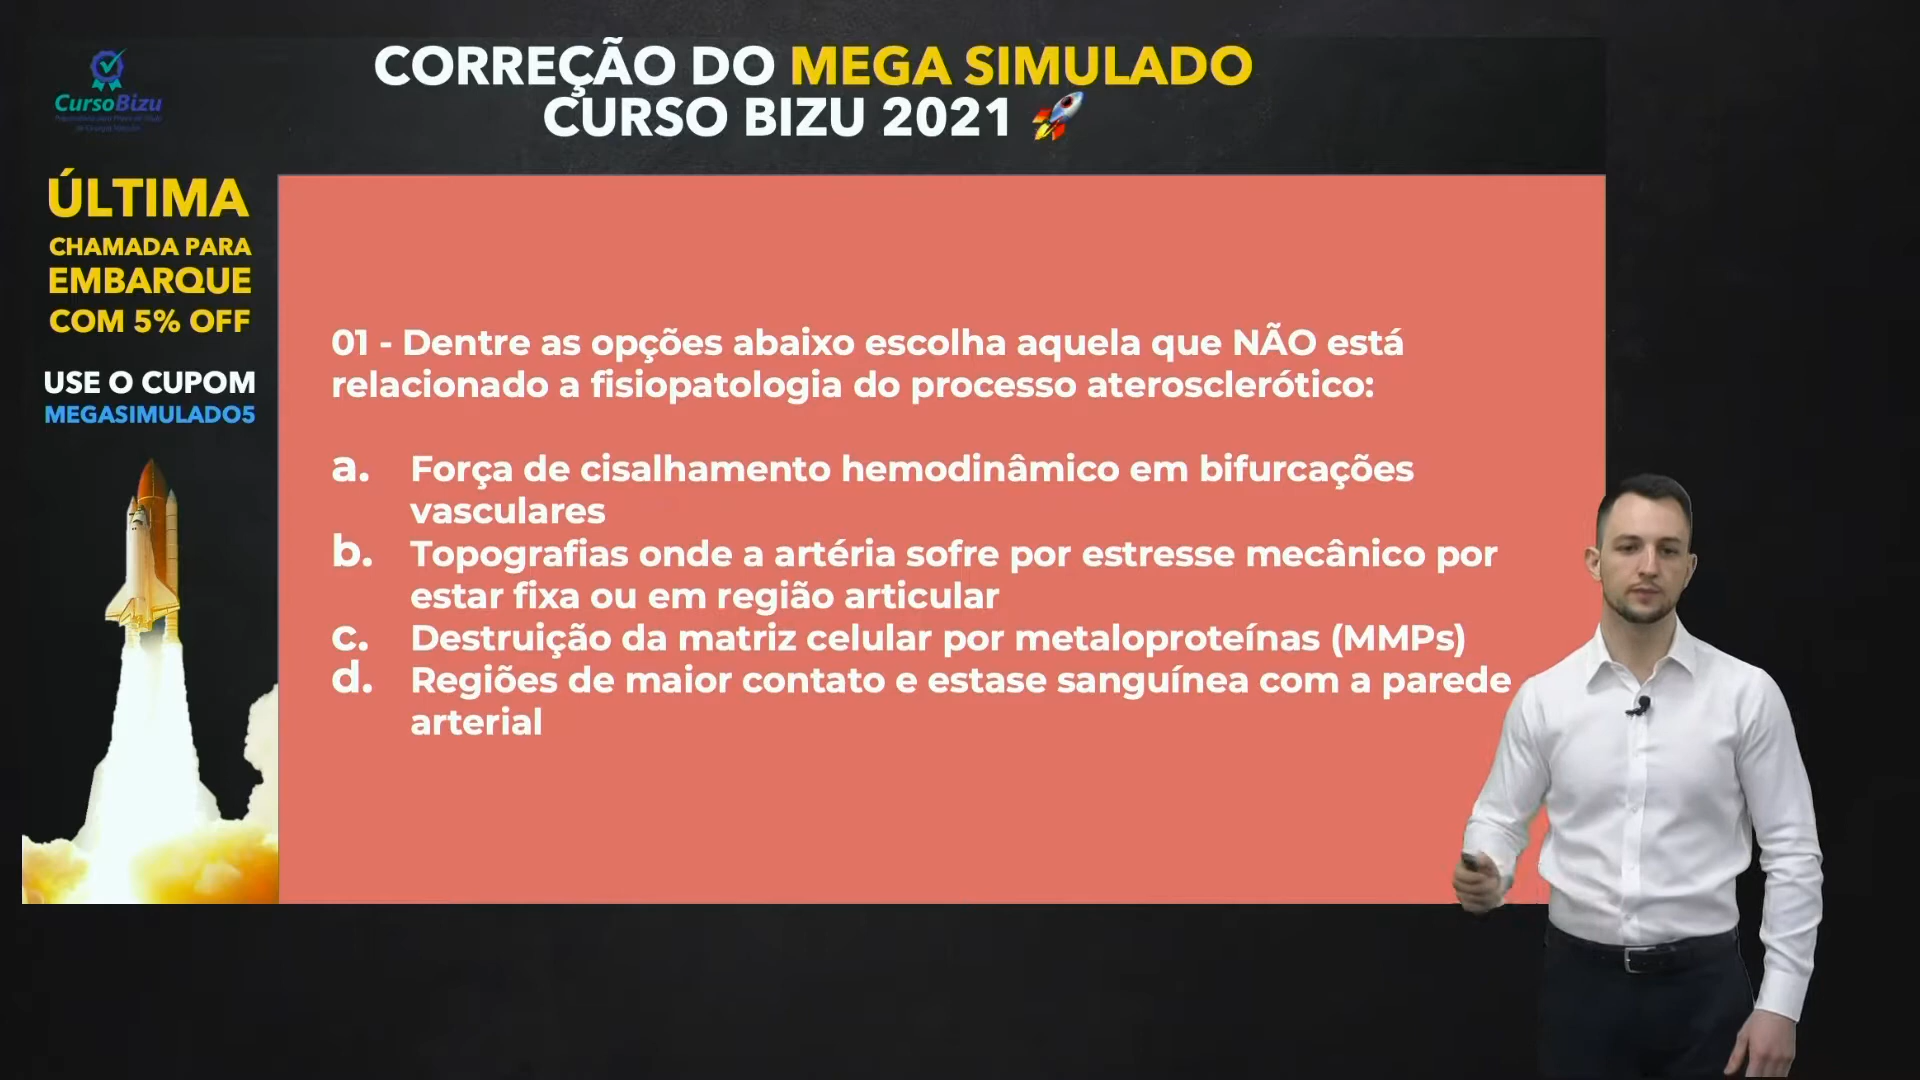 CORREÇÃO DO MEGA SIMULADO
CURSO BIZU 2021
CursoBizu
ÚLTIMA
CHAMADA PARA
EMBARQUE
COM 5% OFF
USE O CUPOM
MEGASIMULADO5
01 - Dentre as opções abaixo escolha aquela que NÃO está
relacionado a fisiopatologia do processo aterosclerótico:
a. Força de cisalhamento hemodinâmico em bifurcações
vasculares
b. Topografias onde a artéria sofre por estresse mecânico por
estar fixa ou em região articular
c. Destruição da matriz celular por metaloproteínas (MMPs)
d. Regiões de maior contato e estase sanguínea com a parede
arterial